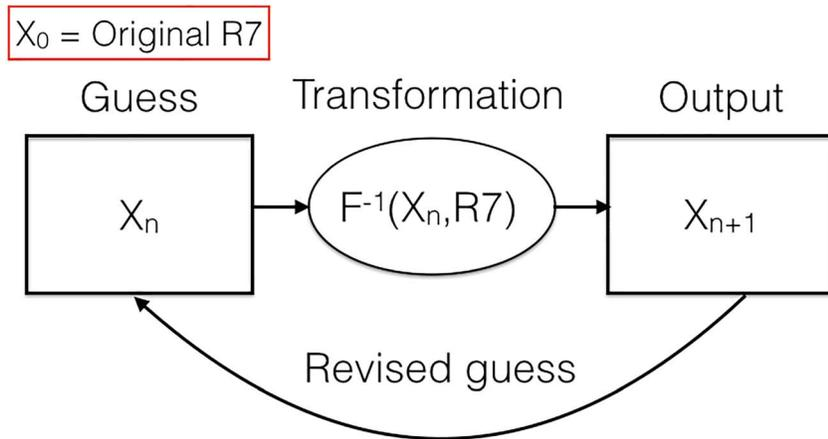 X₀ = Original R7
Guess
Transformation
Output
Xₙ
F⁻¹(Xₙ,R7)
Xₙ₊₁
Revised guess